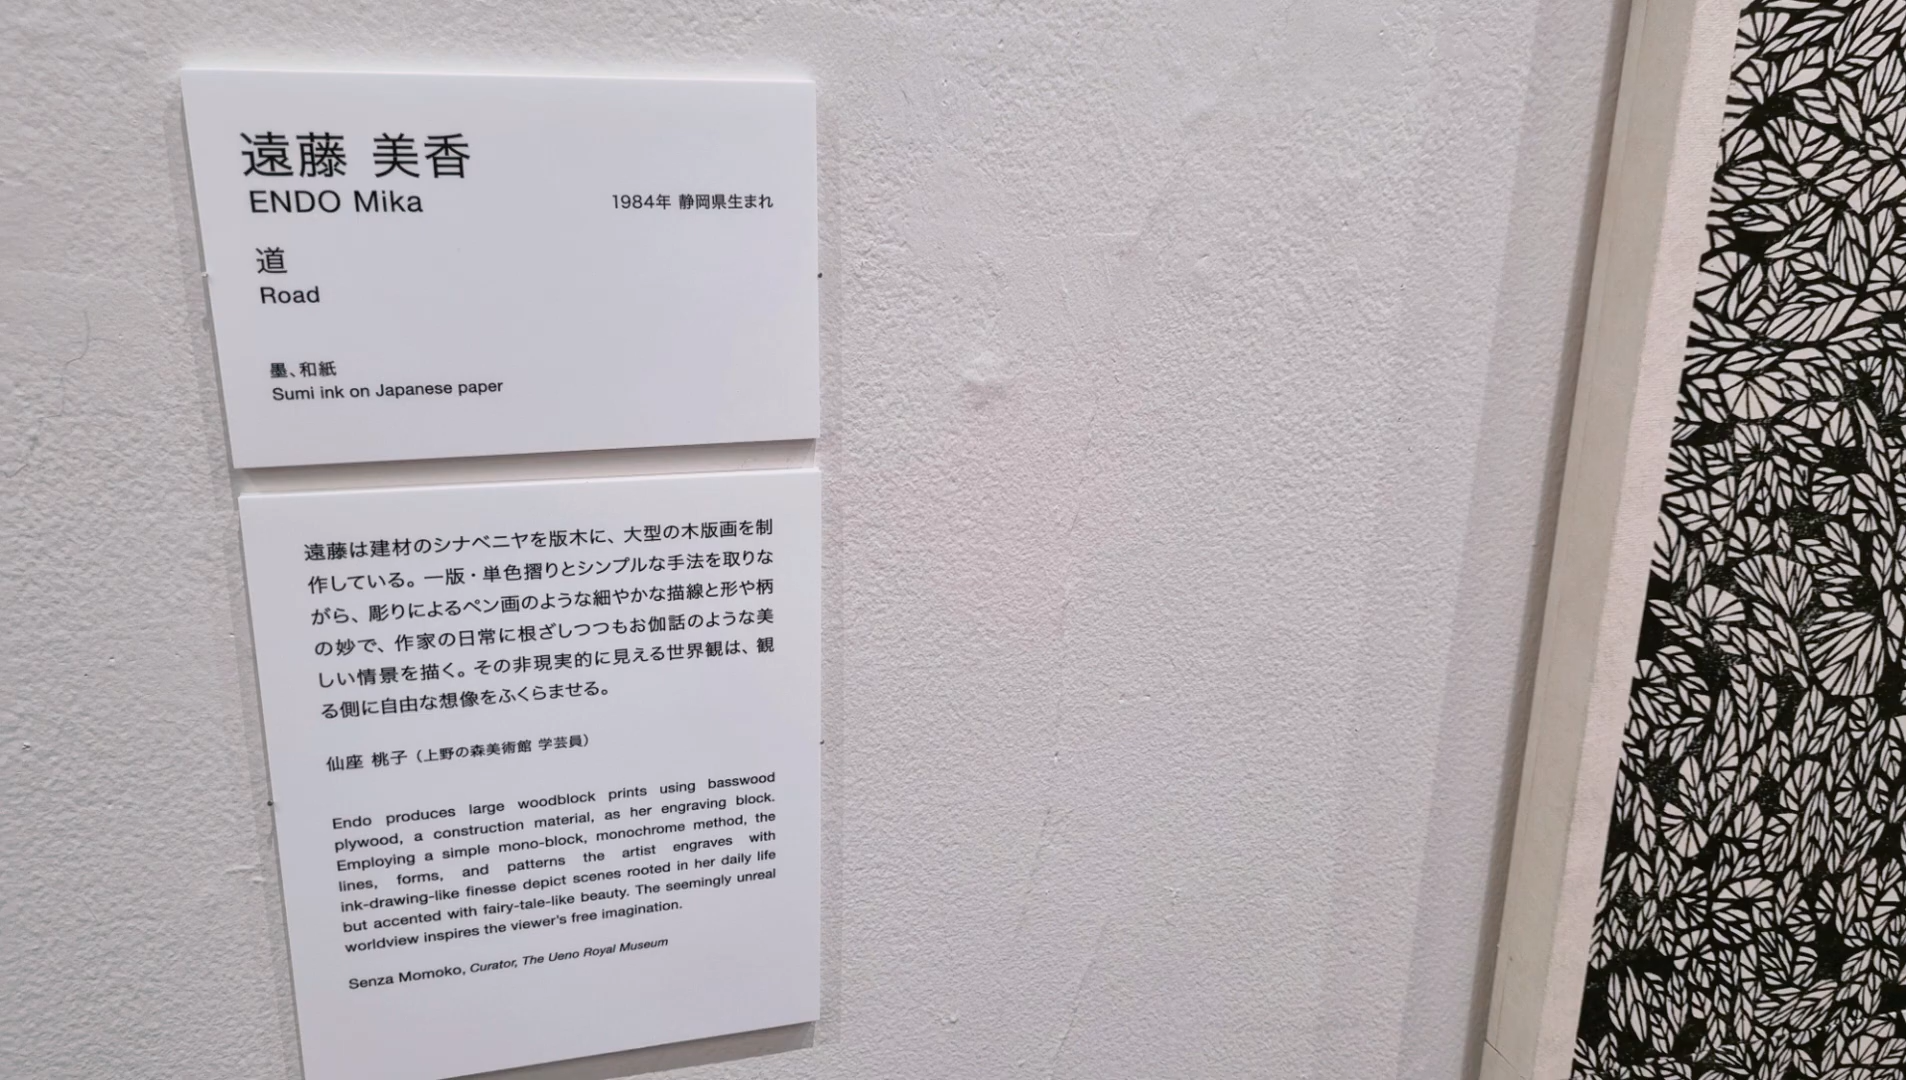 遠藤 美香
ENDO Mika
1984年 静岡県生まれ
道
Road
墨、和紙
Sumi ink on Japanese paper
遠藤は建材のシナベニヤを版木に、大型の木版画を制
作している。一版・単色摺りとシンプルな手法を取りな
がら、彫りによるペン画のような細やかな描線と形や柄
の妙で、作家の日常に根ざしつつもお伽話のような美
しい情景を描く。その非現実的に見える世界観は、観
る側に自由な想像をふくらませる。
仙座 桃子（上野の森美術館 学芸員）
Endo produces large woodblock prints using basswood
plywood, a construction material, as her engraving block.
Employing a simple mono-block, monochrome method, the
lines, forms, and patterns the artist engraves with
ink-drawing-like finesse depict scenes rooted in her daily life
but accented with fairy-tale-like beauty. The seemingly unreal
worldview inspires the viewer's free imagination.
Senza Momoko, Curator, The Ueno Royal Museum